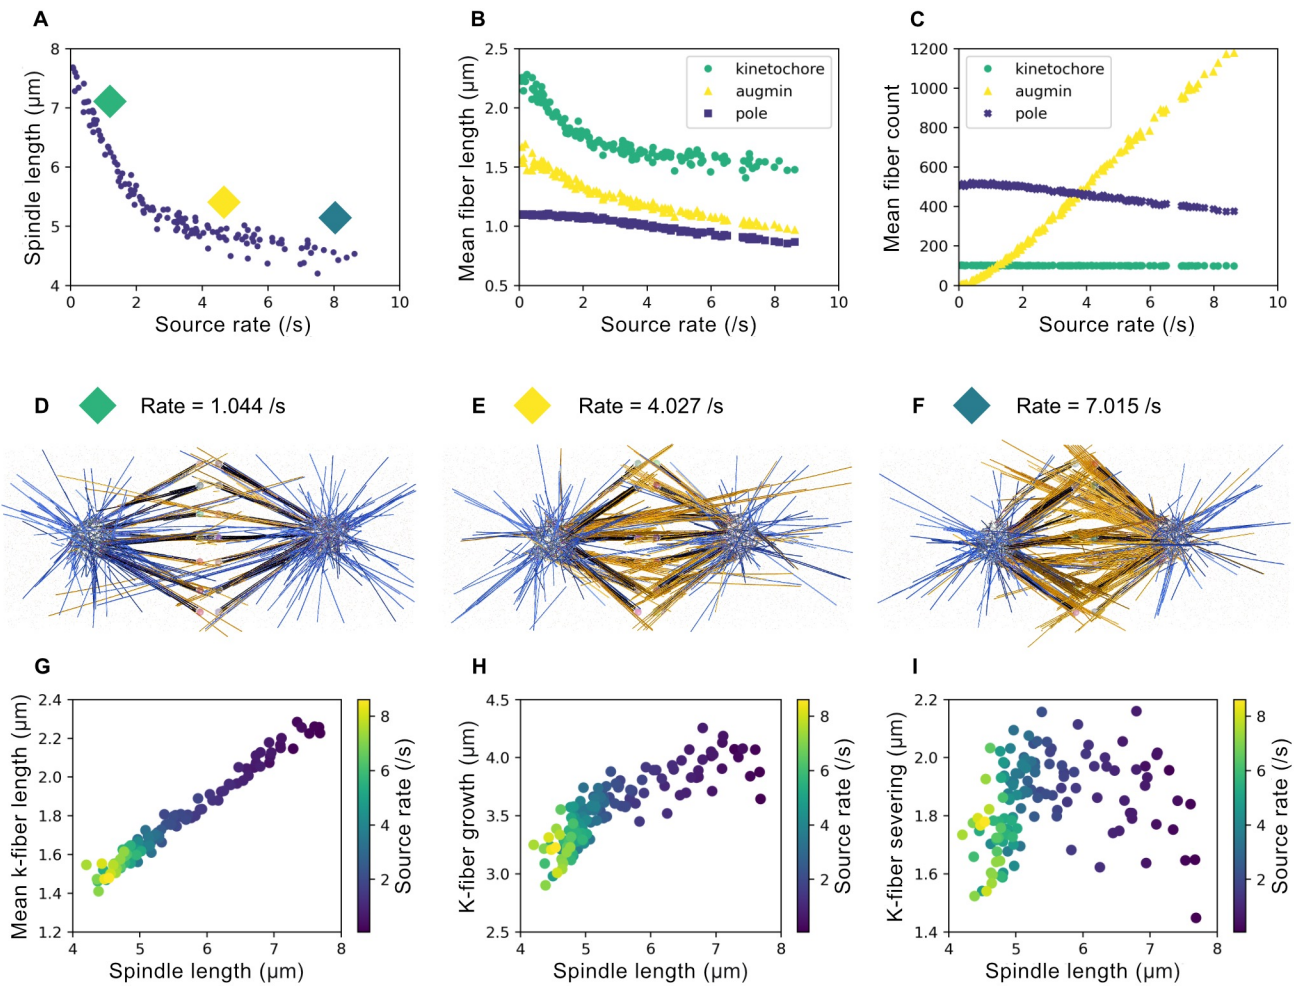 A
B
C
8
7
6
5
4
Spindle length (μm)
0
2
4
6
8
10
Source rate (/s)
2.5
2.0
1.5
1.0
0.5
Mean fiber length (μm)
kinetochore
augmin
pole
0
2
4
6
8
10
Source rate (/s)
1200
1000
800
600
400
200
0
Mean fiber count
kinetochore
augmin
pole
0
2
4
6
8
10
Source rate (/s)
D
Rate = 1.044 /s
E
Rate = 4.027 /s
F
Rate = 7.015 /s
G
H
I
2.4
2.2
2.0
1.8
1.6
1.4
1.2
Mean k-fiber length (μm)
4
5
6
7
8
Spindle length (μm)
8
6
4
2
Source rate (/s)
4.5
4.0
3.5
3.0
2.5
K-fiber growth (μm)
4
5
6
7
8
Spindle length (μm)
8
6
4
2
Source rate (/s)
2.2
2.0
1.8
1.6
1.4
K-fiber severing (μm)
4
5
6
7
8
Spindle length (μm)
8
6
4
2
Source rate (/s)